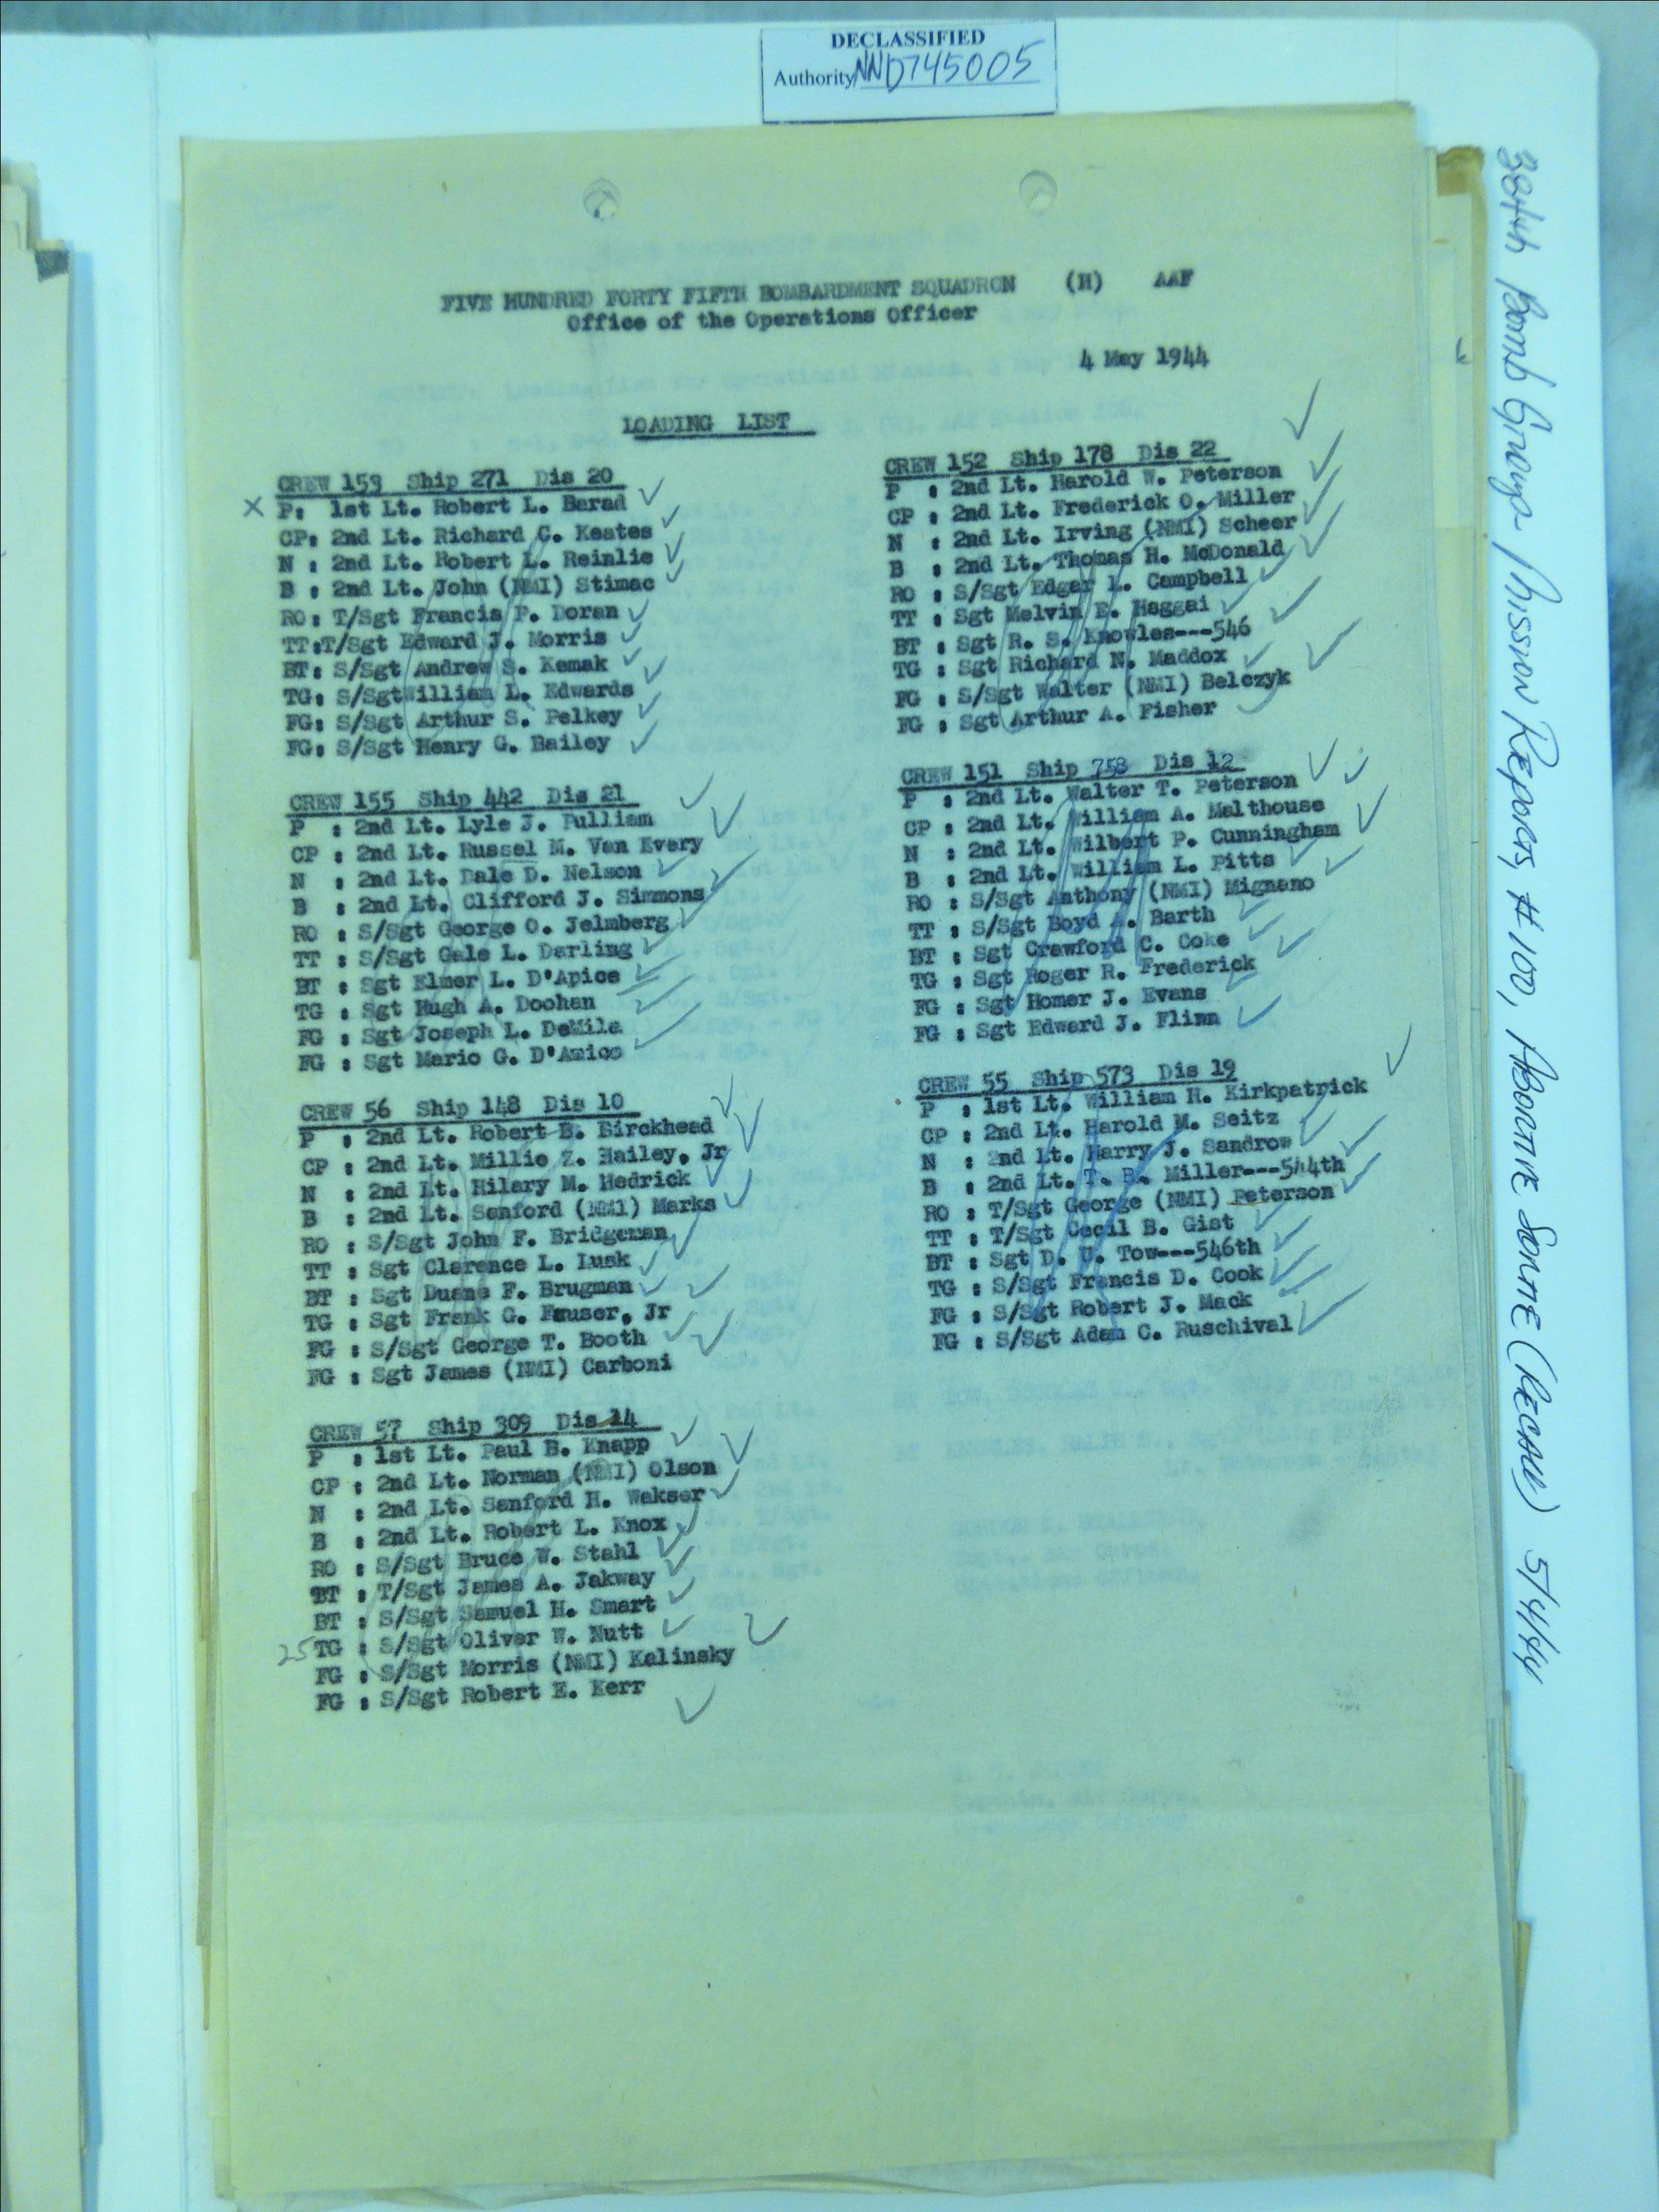 DECLASSIFIED
Authority NND745005
FIVE HUNDRED FORTY FIFTH BOMBARDMENT SQUADRON (H) AAF
Office of the Operations Officer
4 May 1944
LOADING LIST
CREW 153 Ship 271 Dis 20
X P: 1st Lt. Robert L. Barad
CP: 2nd Lt. Richard C. Keates
N : 2nd Lt. Robert L. Reinlie
B : 2nd Lt. John (NMI) Stimac
RO: T/Sgt Francis P. Doran
TT:T/Sgt Edward J. Morris
BT: S/Sgt Andrew S. Kemak
TG: S/SgtWilliam L. Edwards
FG: S/Sgt Arthur S. Pelkey
FG: S/Sgt Henry G. Bailey
CREW 155 Ship 442 Dis 21
P : 2nd Lt. Lyle J. Pulliam
CP : 2nd Lt. Russel M. Van Every
N : 2nd Lt. Dale D. Nelson
B : 2nd Lt. Clifford J. Simmons
RO : S/Sgt George O. Jelmberg
TT : S/Sgt Gale L. Darling
BT : Sgt Elmer L. D'Apice
TG : Sgt Hugh A. Doohan
FG : Sgt Joseph L. DeMile
FG : Sgt Mario G. D'Amico
CREW 56 Ship 148 Dis 10
P : 2nd Lt. Robert B. Birckhead
CP : 2nd Lt. Millie Z. Hailey, Jr
N : 2nd Lt. Hilary M. Hedrick
B : 2nd Lt. Sanford (NMI) Marks
RO : S/Sgt John F. Bridgeman
TT : Sgt Clarence L. Lusk
BT : Sgt Duane F. Brugman
TG : Sgt Frank G. Fauser, Jr
FG : S/Sgt George T. Booth
FG : Sgt James (NMI) Carboni
CREW 57 Ship 309 Dis 14
P : 1st Lt. Paul B. Knapp
CP : 2nd Lt. Norman (NMI) Olson
N : 2nd Lt. Sanford H. Wakser
B : 2nd Lt. Robert L. Knox
RO : S/Sgt Bruce W. Stahl
TT : T/Sgt James A. Jakway
BT : S/Sgt Samuel H. Smart
25 TG : S/Sgt Oliver W. Nutt
FG : S/Sgt Morris (NMI) Kalinsky
FG : S/Sgt Robert E. Kerr
CREW 152 Ship 178 Dis 22
P : 2nd Lt. Harold W. Peterson
CP : 2nd Lt. Frederick O. Miller
N : 2nd Lt. Irving (NMI) Scheer
B : 2nd Lt. Thomas H. McDonald
RO : S/Sgt Edgar L. Campbell
TT : Sgt Melvin E. Haggai
BT : Sgt R. S. Knowles---546
TG : Sgt Richard N. Maddox
FG : S/Sgt Walter (NMI) Belczyk
FG : Sgt Arthur A. Fisher
CREW 151 Ship 758 Dis 12
P : 2nd Lt. Walter T. Peterson
CP : 2nd Lt. William A. Malthouse
N : 2nd Lt. Wilbert P. Cunningham
B : 2nd Lt. William L. Pitts
RO : S/Sgt Anthony (NMI) Mignano
TT : S/Sgt Boyd A. Barth
BT : Sgt Crawford C. Coke
TG : Sgt Roger R. Frederick
FG : Sgt Homer J. Evans
FG : Sgt Edward J. Flinn
CREW 55 Ship 573 Dis 19
P : 1st Lt. William H. Kirkpatrick
CP : 2nd Lt. Harold M. Seitz
N : 2nd Lt. Harry J. Sandrow
B : 2nd Lt. T. R. Miller---544th
RO : T/Sgt George (NMI) Peterson
TT : T/Sgt Cecil B. Gist
BT : Sgt D. U. Tow---546th
TG : S/Sgt Francis D. Cook
FG : S/Sgt Robert J. Mack
FG : S/Sgt Adam C. Ruschival
384th Bomb Group- Mission Reports, #100, Abortive Sortie (Recall) 5/4/44